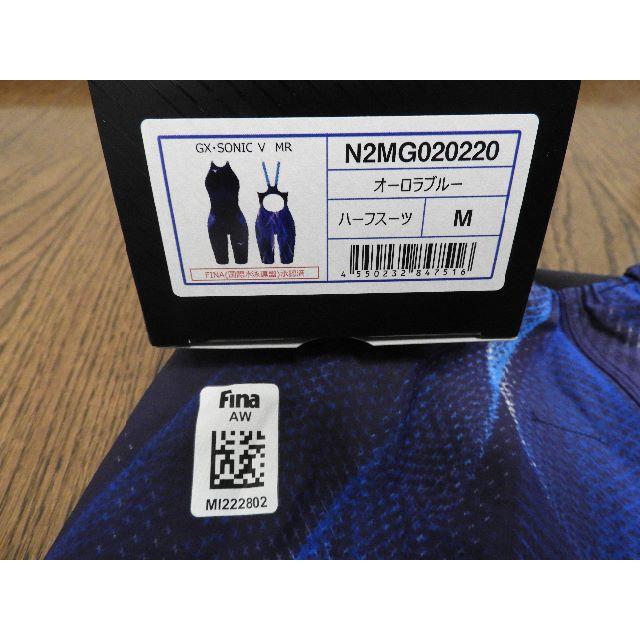 GX・SONIC V MR
N2MG020220
オーロラブルー
ハーフスーツ M
FINA(国際水泳連盟)承認済
4 550232 847516
Fina
AW
MI222802